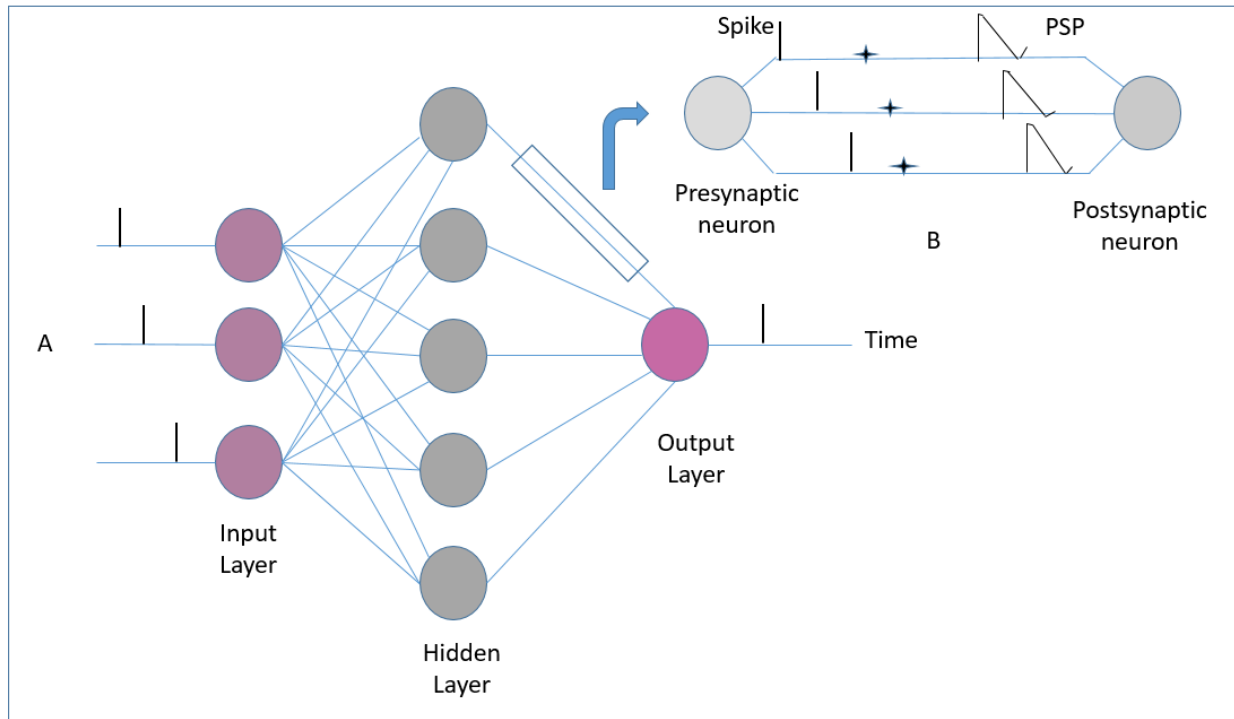 Spike
PSP
Presynaptic
neuron
Postsynaptic
neuron
B
A
Time
Input
Layer
Output
Layer
Hidden
Layer